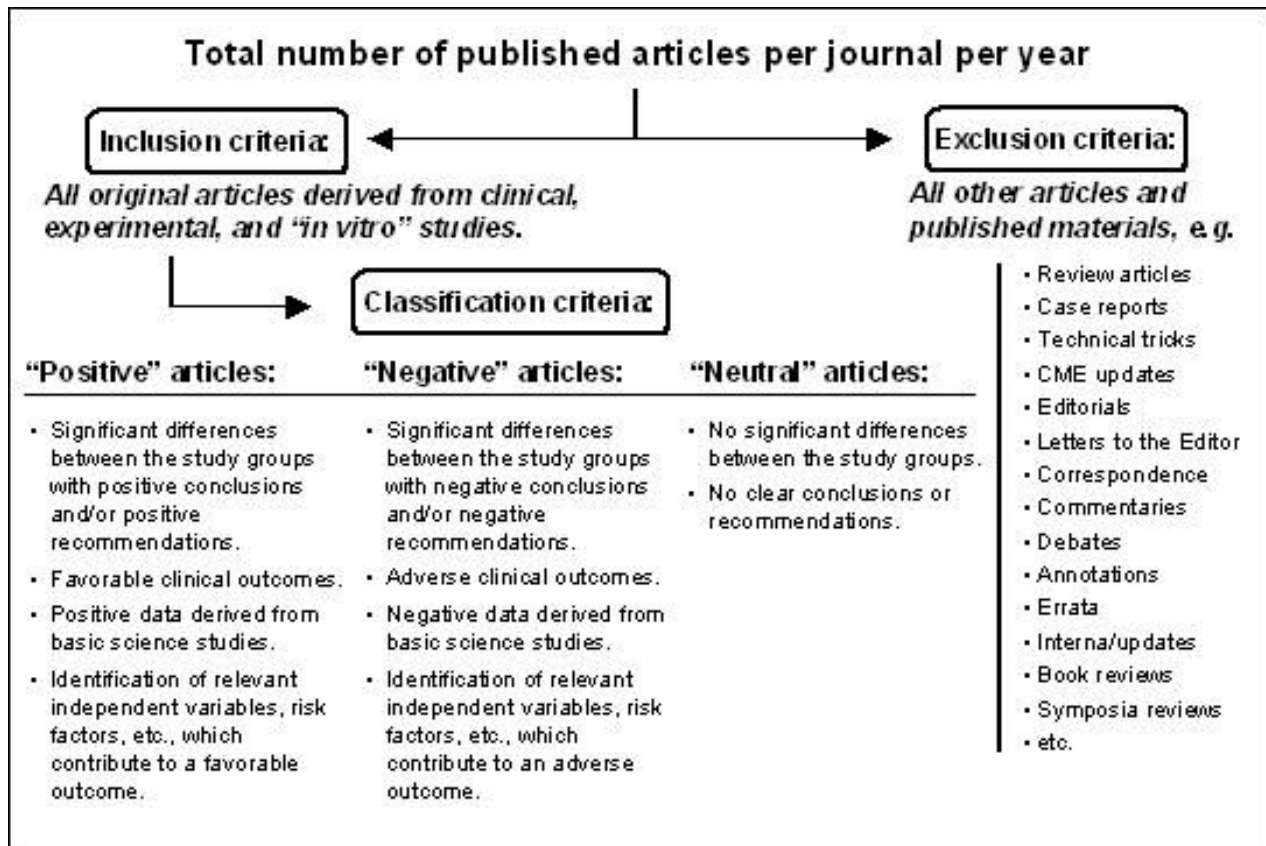 Total number of published articles per journal per year
Inclusion criteria:
Exclusion criteria:
All original articles derived from clinical,
experimental, and “in vitro” studies.
All other articles and
published materials, e.g.
Classification criteria:
“Positive” articles:
“Negative” articles:
“Neutral” articles:
· Significant differences
between the study groups
with positive conclusions
and/or positive
recommendations.
· Favorable clinical outcomes.
· Positive data derived from
basic science studies.
· Identification of relevant
independent variables, risk
factors, etc., which
contribute to a favorable
outcome.
· Significant differences
between the study groups
with negative conclusions
and/or negative
recommendations.
· Adverse clinical outcomes.
· Negative data derived from
basic science studies.
· Identification of relevant
independent variables, risk
factors, etc., which
contribute to an adverse
outcome.
· No significant differences
between the study groups.
· No clear conclusions or
recommendations.
· Review articles
· Case reports
· Technical tricks
· CME updates
· Editorials
· Letters to the Editor
· Correspondence
· Commentaries
· Debates
· Annotations
· Errata
· Interna/updates
· Book reviews
· Symposia reviews
· etc.